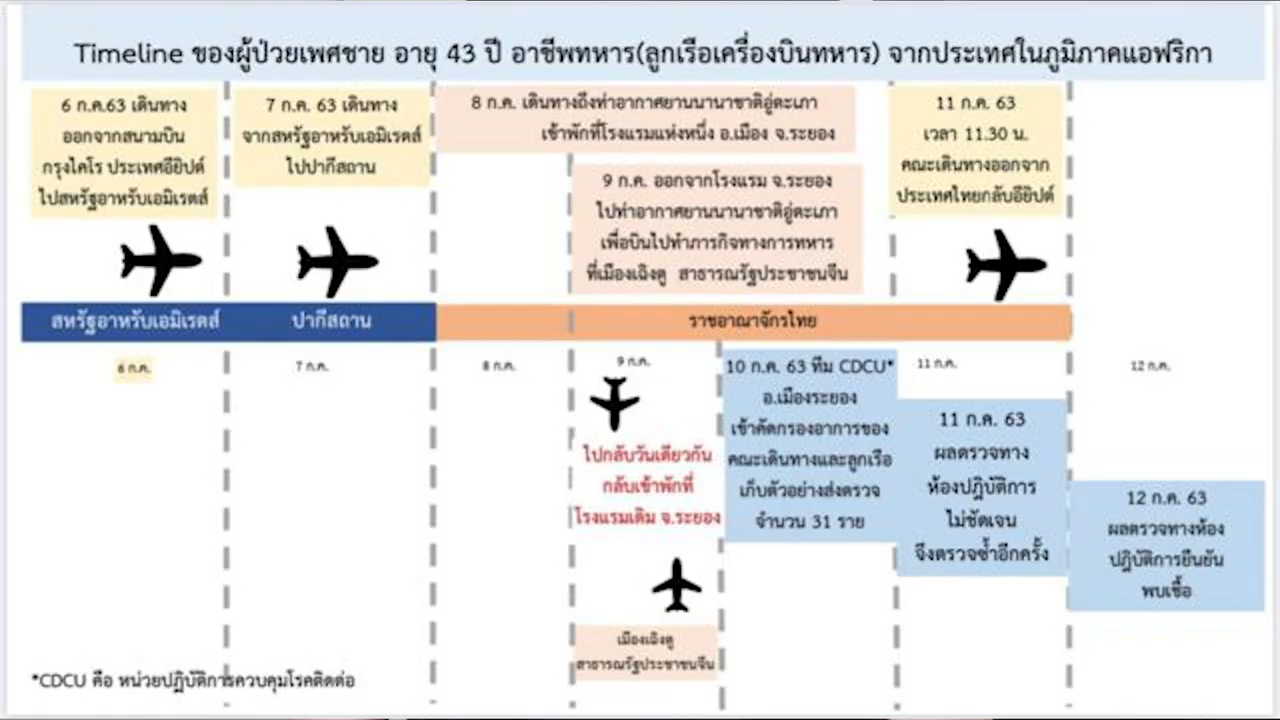 Timeline ของผู้ป่วยเพศชาย อายุ 43 ปี อาชีพทหาร(ลูกเรือเครื่องบินทหาร) จากประเทศในภูมิภาคแอฟริกา
6 ก.ค.63 เดินทาง
ออกจากสนามบิน
กรุงไคโร ประเทศอียิปต์
ไปสหรัฐอาหรับเอมิเรตส์
7 ก.ค. 63 เดินทาง
จากสหรัฐอาหรับเอมิเรตส์
ไปปากีสถาน
8 ก.ค. เดินทางถึงท่าอากาศยานนานาชาติอู่ตะเภา
เข้าพักที่โรงแรมแห่งหนึ่ง อ.เมือง จ.ระยอง
9 ก.ค. ออกจากโรงแรม จ.ระยอง
ไปท่าอากาศยานนานาชาติอู่ตะเภา
เพื่อบินไปทำภารกิจทางการทหาร
ที่เมืองเฉิงตู สาธารณรัฐประชาชนจีน
11 ก.ค. 63
เวลา 11.30 น.
คณะเดินทางออกจาก
ประเทศไทยกลับอียิปต์
สหรัฐอาหรับเอมิเรตส์
ปากีสถาน
ราชอาณาจักรไทย
6 ก.ค.
7 ก.ค.
8 ก.ค.
9 ก.ค.
11 ก.ค.
12 ก.ค.
ไปกลับวันเดียวกัน
กลับเข้าพักที่
โรงแรมเดิม จ.ระยอง
เมืองเฉิงตู
สาธารณรัฐประชาชนจีน
10 ก.ค. 63 ทีม CDCU*
อ.เมืองระยอง
เข้าคัดกรองอาการของ
คณะเดินทางและลูกเรือ
เก็บตัวอย่างส่งตรวจ
จำนวน 31 ราย
11 ก.ค. 63
ผลตรวจทาง
ห้องปฏิบัติการ
ไม่ชัดเจน
จึงตรวจซ้ำอีกครั้ง
12 ก.ค. 63
ผลตรวจทางห้อง
ปฏิบัติการยืนยัน
พบเชื้อ
*CDCU คือ หน่วยปฏิบัติการควบคุมโรคติดต่อ